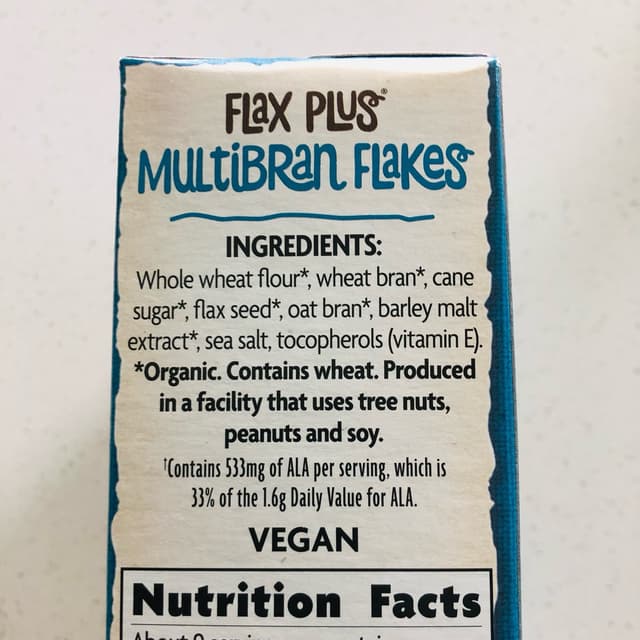 FLax PLUS®
MULtiBRan FLaKeS
INGREDIENTS:
Whole wheat flour*, wheat bran*, cane
sugar*, flax seed*, oat bran*, barley malt
extract*, sea salt, tocopherols (vitamin E).
*Organic. Contains wheat. Produced
in a facility that uses tree nuts,
peanuts and soy.
†Contains 533mg of ALA per serving, which is
33% of the 1.6g Daily Value for ALA.
VEGAN
Nutrition Facts